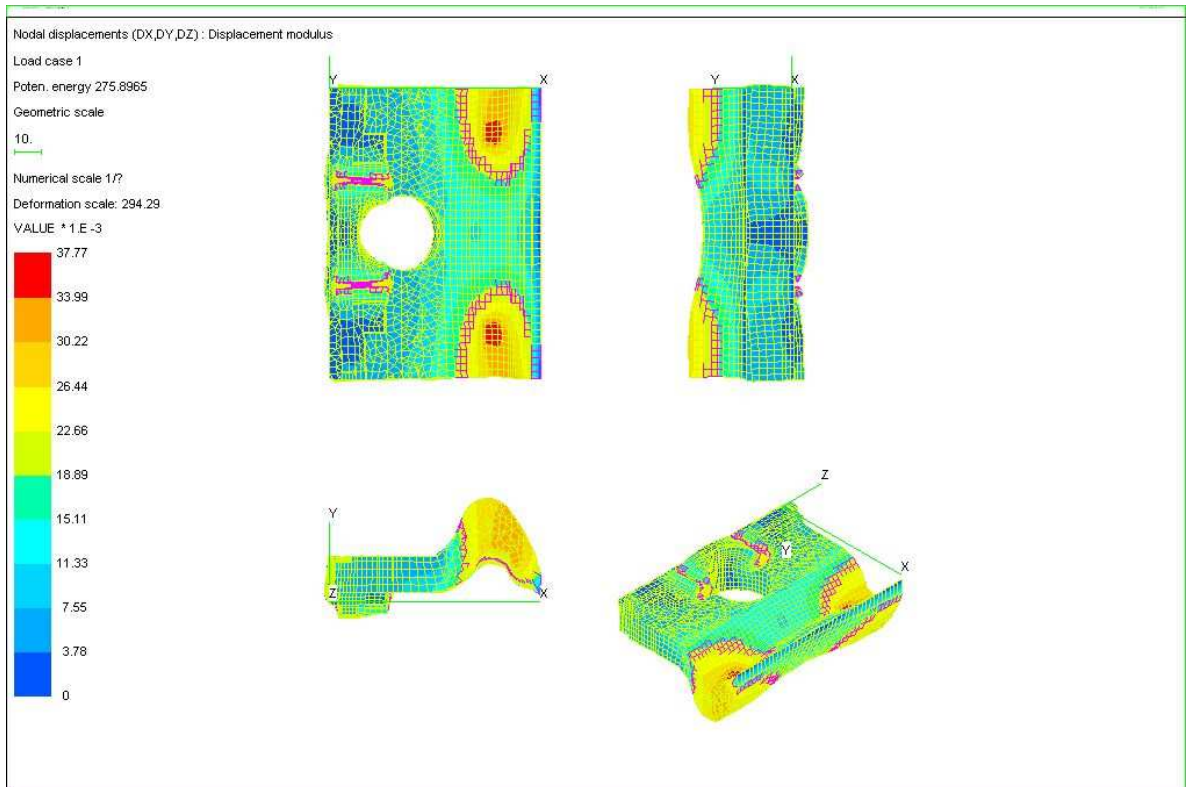 Nodal displacements (DX,DY,DZ) : Displacement modulus
Load case 1
Poten. energy 275.8965
Geometric scale
10.
Numerical scale 1/?
Deformation scale: 294.29
VALUE * 1.E -3
37.77
33.99
30.22
26.44
22.66
18.89
15.11
11.33
7.55
3.78
0
Y
X
Y
X
Y
Z
X
Z
Y
X